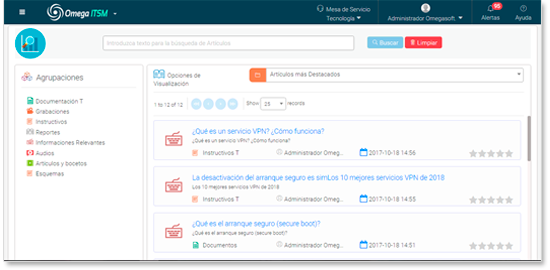 Omega ITSM
Mesa de Servicio
Tecnología
Administrador Omegasoft.
95
Alertas
Ayuda
Introduzca texto para la búsqueda de Artículos
Buscar
Limpiar
Agrupaciones
Documentación T
Grabaciones
Instructivos
Reportes
Informaciones Relevantes
Audios
Artículos y bocetos
Esquemas
Opciones de
Visualización
Artículos más Destacados
1 to 12 of 12
Show 25 records
¿Qué es un servicio VPN? ¿Cómo funciona?
¿Qué es un servicio VPN? ¿Cómo funciona?
Instructivos T
Administrador Omeg...
2017-10-18 14:56
La desactivación del arranque seguro es simLos 10 mejores servicios VPN de 2018
Los 10 mejores servicios VPN de 2018
Instructivos T
Administrador Omeg...
2017-10-18 14:55
¿Qué es el arranque seguro (secure boot)?
¿Qué es el arranque seguro (secure boot)?
Documentos
Administrador Omeg...
2017-10-18 14:51